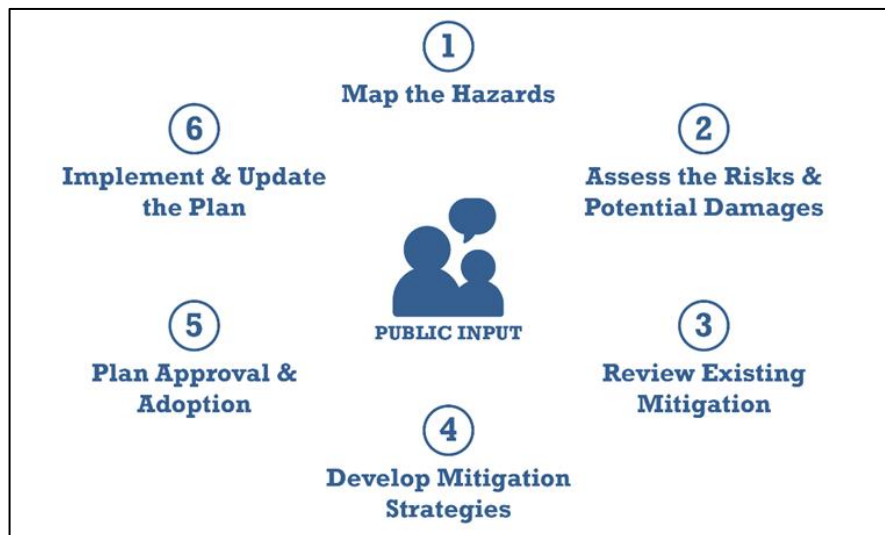 1
Map the Hazards
2
Assess the Risks &
Potential Damages
3
Review Existing
Mitigation
4
Develop Mitigation
Strategies
5
Plan Approval &
Adoption
6
Implement & Update
the Plan
PUBLIC INPUT